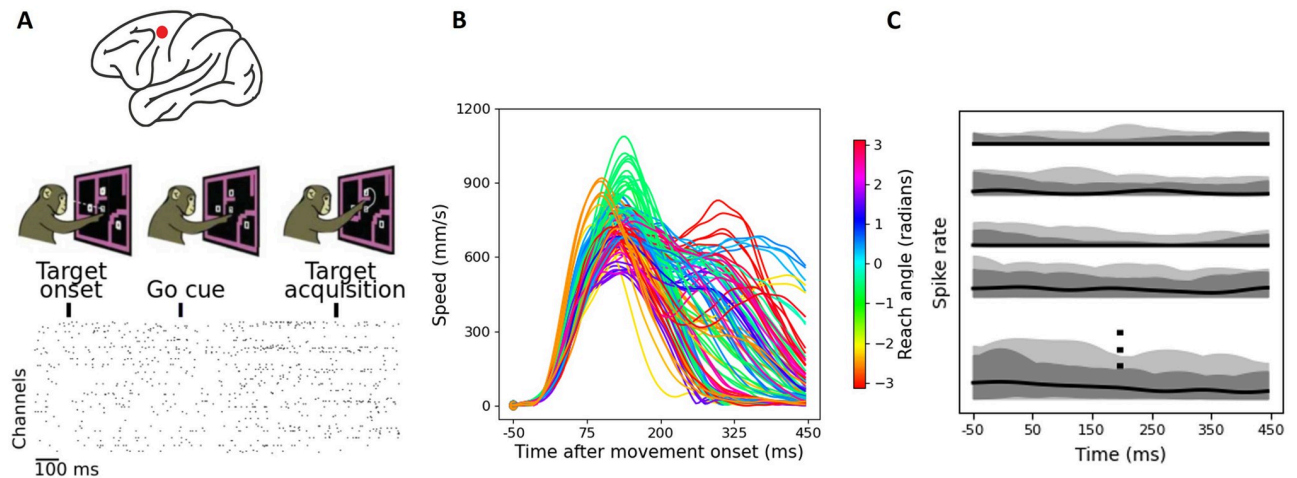 A
Target
onset
Go cue
Target
acquisition
Channels
100 ms
B
1200
900
600
300
0
Speed (mm/s)
-50
75
200
325
450
Time after movement onset (ms)
3
2
1
0
−1
−2
−3
Reach angle (radians)
C
Spike rate
-50
50
150
250
350
450
Time (ms)